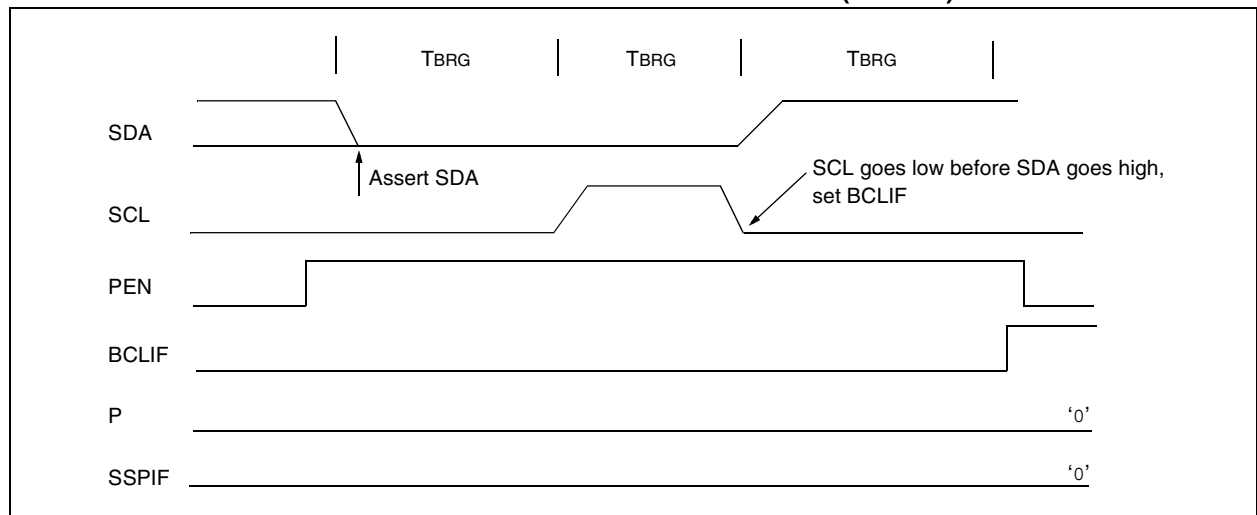 TBRG TBRG TBRG
SDA
Assert SDA
SCL goes low before SDA goes high,
set BCLIF
SCL
PEN
BCLIF
P
‘0’
SSPIF
‘0’